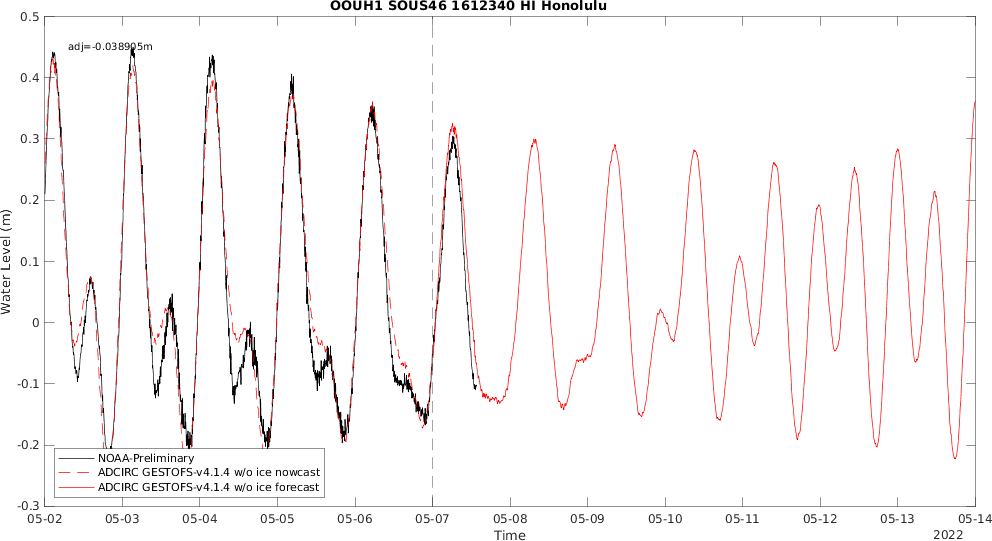 OOUH1 SOUS46 1612340 HI Honolulu
adj=-0.038905m
0.5
0.4
0.3
0.2
0.1
0
-0.1
-0.2
-0.3
Water Level (m)
NOAA-Preliminary
ADCIRC GESTOFS-v4.1.4 w/o ice nowcast
ADCIRC GESTOFS-v4.1.4 w/o ice forecast
05-02 05-03 05-04 05-05 05-06 05-07 05-08 05-09 05-10 05-11 05-12 05-13 05-14
Time
2022